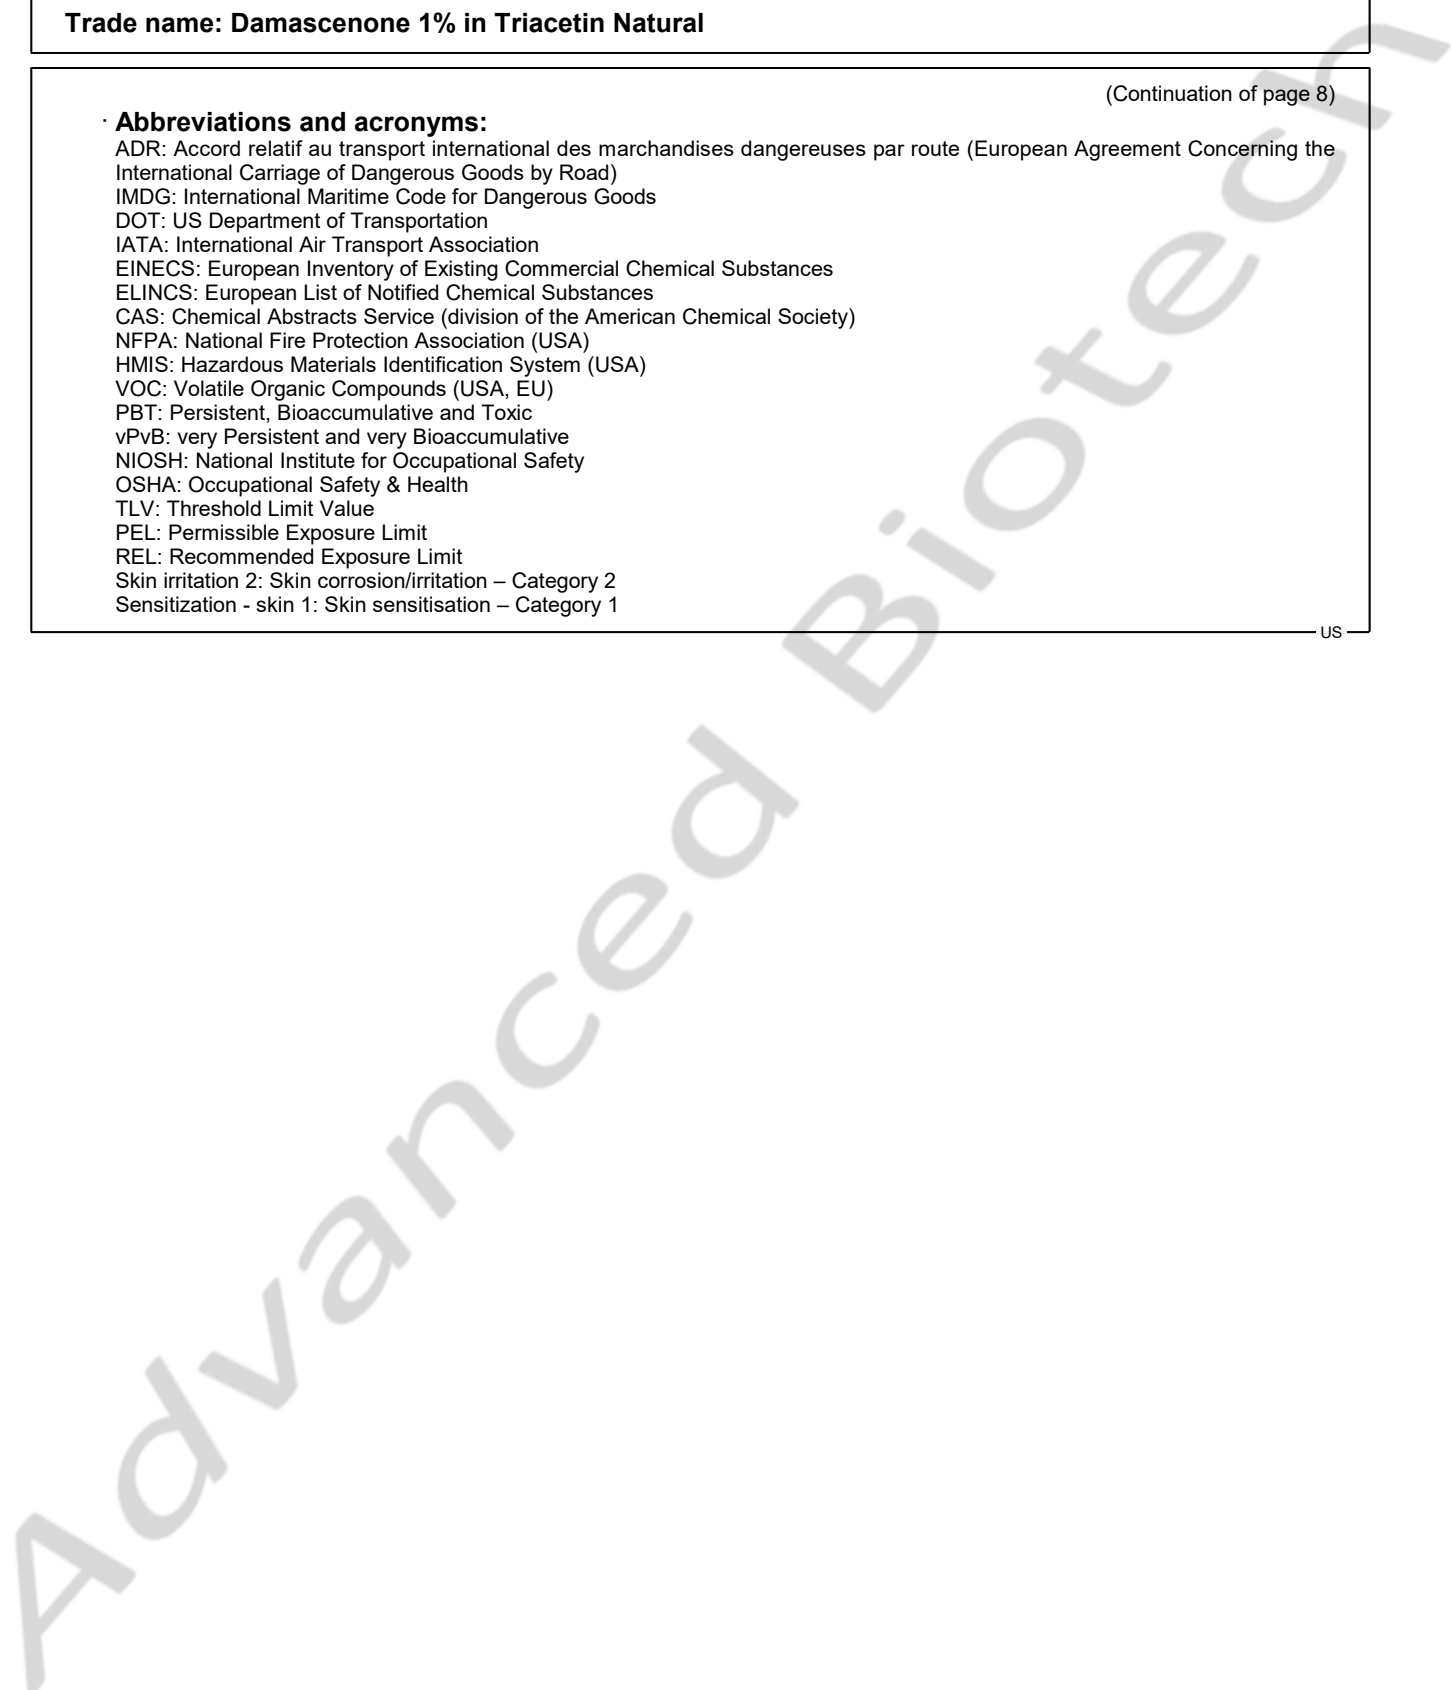 Trade name: Damascenone 1% in Triacetin Natural
(Continuation of page 8)
· Abbreviations and acronyms:
ADR: Accord relatif au transport international des marchandises dangereuses par route (European Agreement Concerning the
International Carriage of Dangerous Goods by Road)
IMDG: International Maritime Code for Dangerous Goods
DOT: US Department of Transportation
IATA: International Air Transport Association
EINECS: European Inventory of Existing Commercial Chemical Substances
ELINCS: European List of Notified Chemical Substances
CAS: Chemical Abstracts Service (division of the American Chemical Society)
NFPA: National Fire Protection Association (USA)
HMIS: Hazardous Materials Identification System (USA)
VOC: Volatile Organic Compounds (USA, EU)
PBT: Persistent, Bioaccumulative and Toxic
vPvB: very Persistent and very Bioaccumulative
NIOSH: National Institute for Occupational Safety
OSHA: Occupational Safety & Health
TLV: Threshold Limit Value
PEL: Permissible Exposure Limit
REL: Recommended Exposure Limit
Skin irritation 2: Skin corrosion/irritation – Category 2
Sensitization - skin 1: Skin sensitisation – Category 1
US
Advanced Biotech